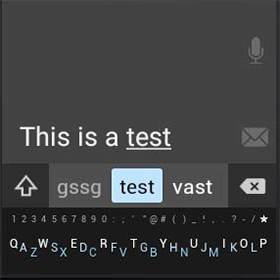 This is a test
gssg test vast
1 2 3 4 5 6 7 8 9 0 : ; ' " @ # ( ) _ ! , . ? - / ★
Q A Z W S X E D C R F V T G B Y H N U J M I K O L P